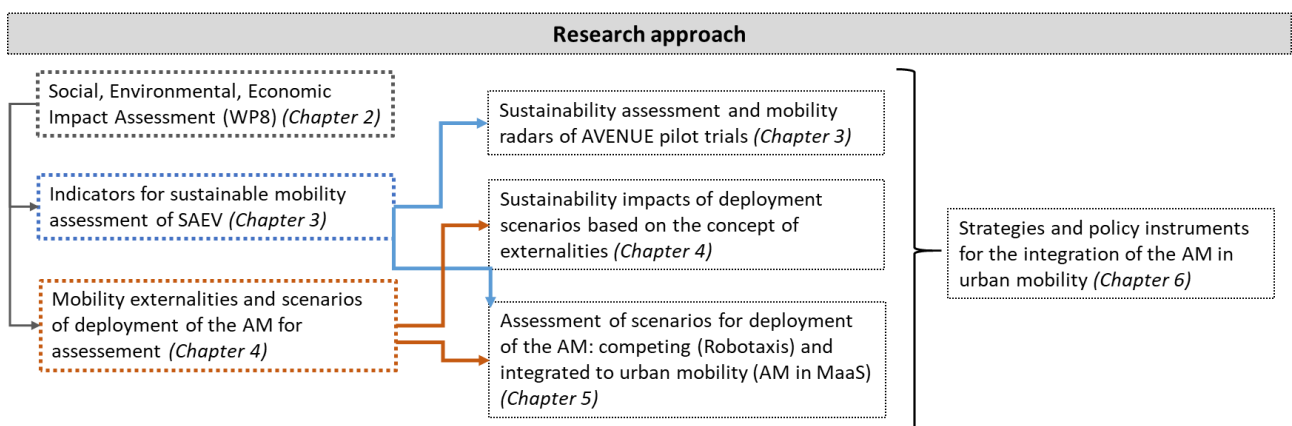 Research approach
Social, Environmental, Economic
Impact Assessment (WP8) (Chapter 2)
Indicators for sustainable mobility
assessment of SAEV (Chapter 3)
Mobility externalities and scenarios
of deployment of the AM for
assessement (Chapter 4)
Sustainability assessment and mobility
radars of AVENUE pilot trials (Chapter 3)
Sustainability impacts of deployment
scenarios based on the concept of
externalities (Chapter 4)
Assessment of scenarios for deployment
of the AM: competing (Robotaxis) and
integrated to urban mobility (AM in MaaS)
(Chapter 5)
Strategies and policy instruments
for the integration of the AM in
urban mobility (Chapter 6)